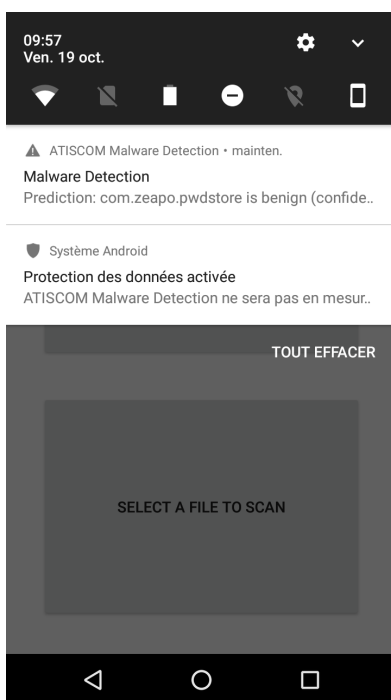 09:57
Ven. 19 oct.
ATISCOM Malware Detection • mainten.
Malware Detection
Prediction: com.zeapo.pwdstore is benign (confide..
Système Android
Protection des données activée
ATISCOM Malware Detection ne sera pas en mesur..
TOUT EFFACER
SELECT A FILE TO SCAN